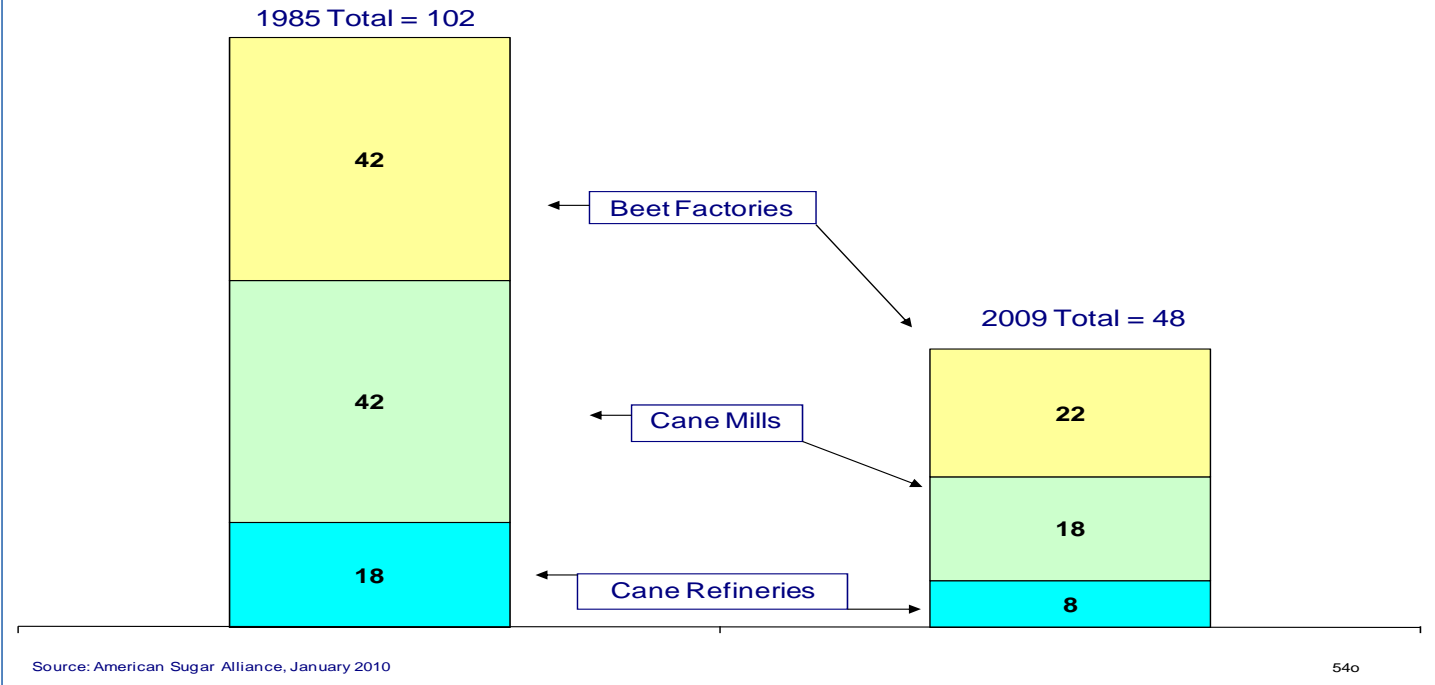 1985 Total = 102
42
Beet Factories
2009 Total = 48
42
Cane Mills
22
18
18
Cane Refineries
8
Source: American Sugar Alliance, January 2010
54o